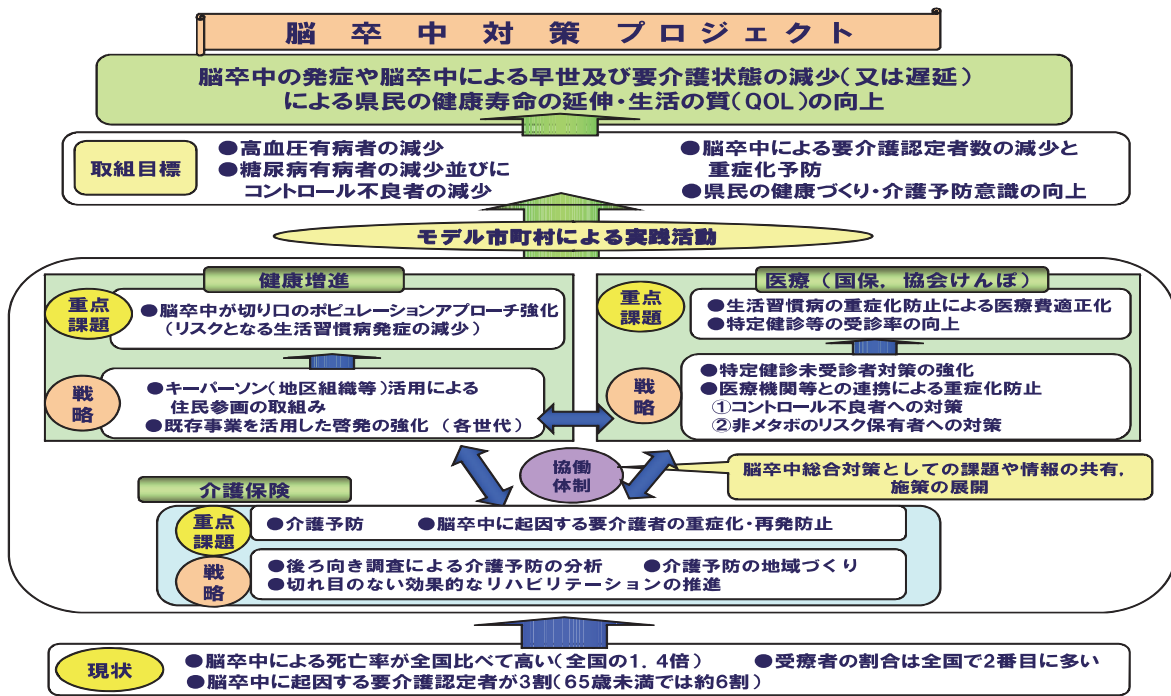 脳卒中対策プロジェクト
脳卒中の発症や脳卒中による早世及び要介護状態の減少(又は遅延)
による県民の健康寿命の延伸・生活の質(QOL)の向上
取組目標
●高血圧有病者の減少
●糖尿病有病者の減少並びに
コントロール不良者の減少
●脳卒中による要介護認定者数の減少と
重症化予防
●県民の健康づくり・介護予防意識の向上
モデル市町村による実践活動
健康増進
重点
課題
●脳卒中が切り口のポピュレーションアプローチ強化
(リスクとなる生活習慣病発症の減少)
戦
略
●キーパーソン(地区組織等)活用による
住民参画の取組み
●既存事業を活用した啓発の強化 (各世代)
医療(国保,協会けんぽ)
重点
課題
●生活習慣病の重症化防止による医療費適正化
●特定健診等の受診率の向上
戦
略
●特定健診未受診者対策の強化
●医療機関等との連携による重症化防止
①コントロール不良者への対策
②非メタボのリスク保有者への対策
協働
体制
脳卒中総合対策としての課題や情報の共有,
施策の展開
介護保険
重点
課題
●介護予防 ●脳卒中に起因する要介護者の重症化・再発防止
戦
略
●後ろ向き調査による介護予防の分析 ●介護予防の地域づくり
●切れ目のない効果的なリハビリテーションの推進
現状
●脳卒中による死亡率が全国比べて高い(全国の1.4倍) ●受療者の割合は全国で2番目に多い
●脳卒中に起因する要介護認定者が3割(65歳未満では約6割)